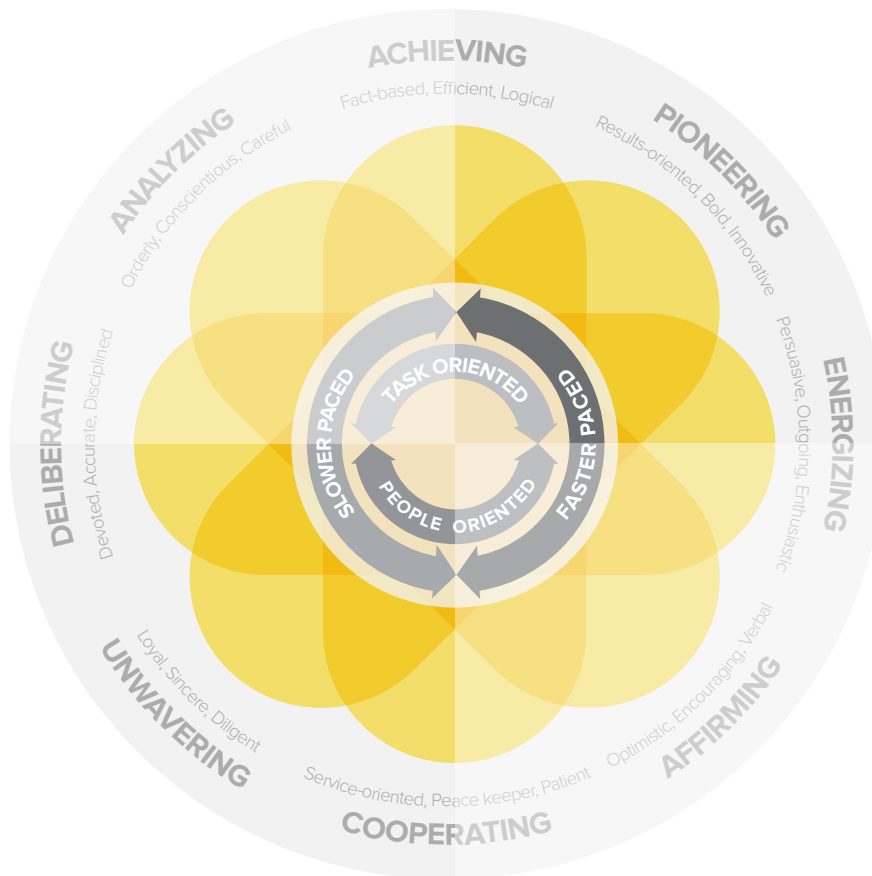 ACHIEVING
Fact-based, Efficient, Logical
PIONEERING
Results-oriented, Bold, Innovative
ENERGIZING
Persuasive, Outgoing, Enthusiastic
AFFIRMING
Optimistic, Encouraging, Verbal
COOPERATING
Service-oriented, Peace keeper, Patient
UNWAVERING
Loyal, Sincere, Diligent
DELIBERATING
Devoted, Accurate, Disciplined
ANALYZING
Orderly, Conscientious, Careful
SLOWER PACED
FASTER PACED
TASK ORIENTED
PEOPLE ORIENTED